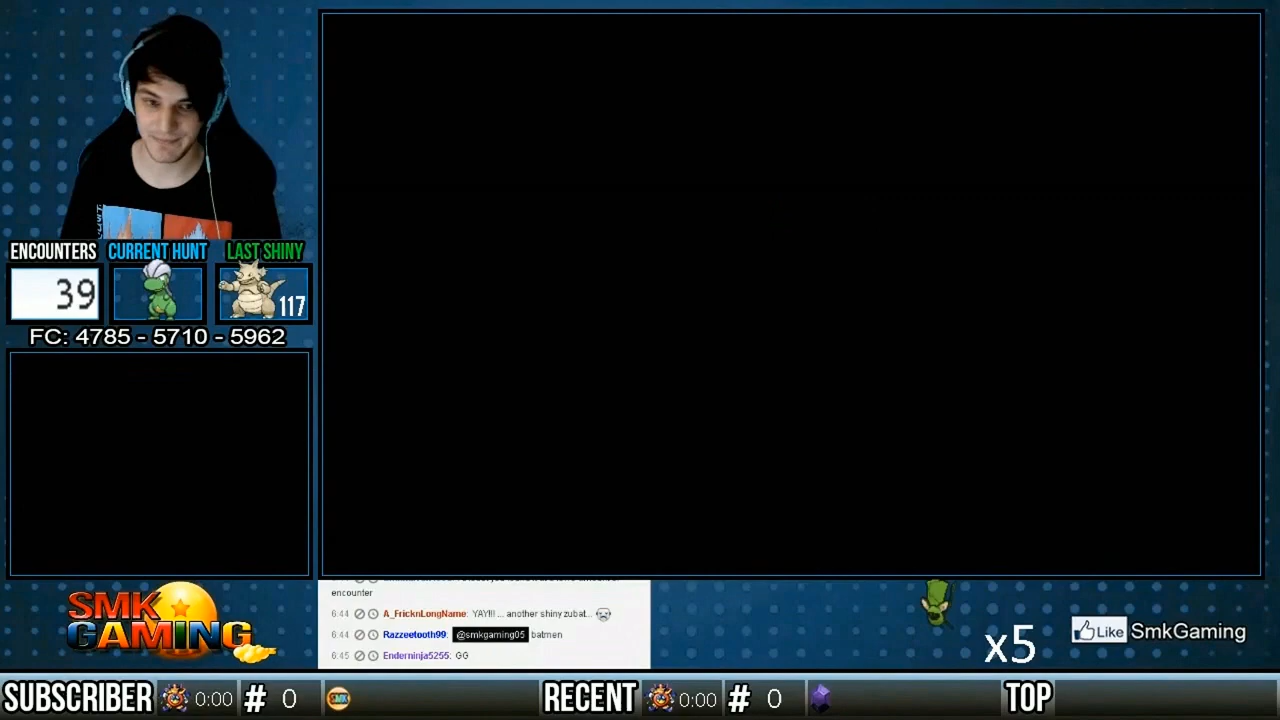 ENCOUNTERS CURRENT HUNT LAST SHINY
39
117
FC: 4785 - 5710 - 5962
SMK
GAMING
encounter
6:44 A_FricknLongName: YAY!!! ... another shiny zubat...
6:44 Razzeetooth99: @smkgaming05 batmen
6:45 Enderninja5255: GG
x5
Like SmkGaming
SUBSCRIBER 0:00 # 0 SMK RECENT 0:00 # 0 TOP